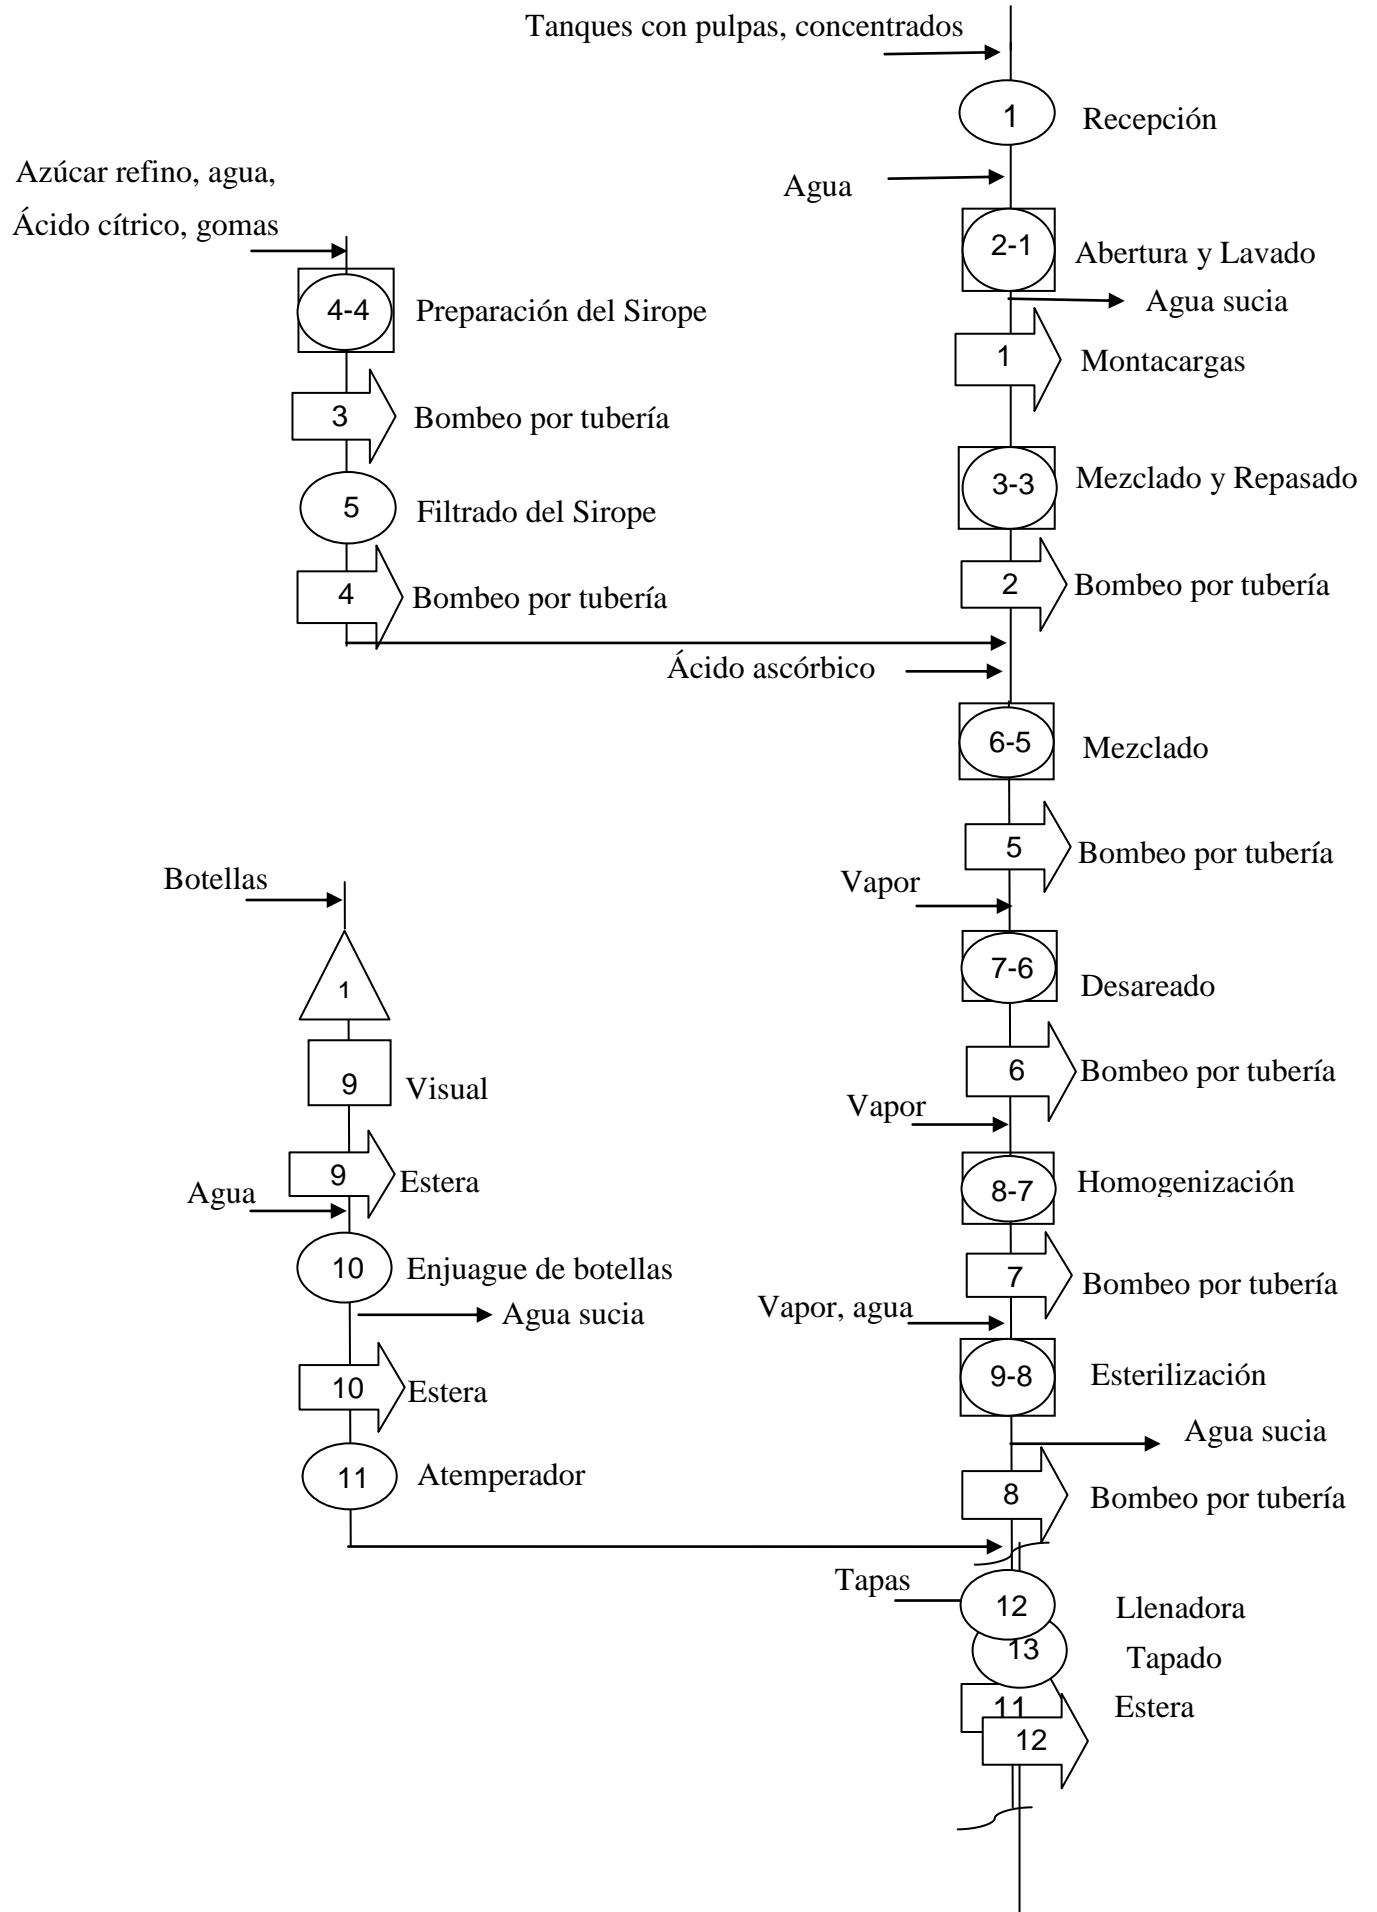 Tanques con pulpas, concentrados
1 Recepción
Azúcar refino, agua,
Ácido cítrico, gomas
Agua
2-1 Abertura y Lavado
Agua sucia
4-4 Preparación del Sirope
1 Montacargas
3 Bombeo por tubería
3-3 Mezclado y Repasado
5 Filtrado del Sirope
2 Bombeo por tubería
4 Bombeo por tubería
Ácido ascórbico
6-5 Mezclado
5 Bombeo por tubería
Botellas
Vapor
7-6 Desareado
1
6 Bombeo por tubería
9 Visual
Vapor
9 Estera
8-7 Homogenización
Agua
10 Enjuague de botellas
7 Bombeo por tubería
Agua sucia
Vapor, agua
10 Estera
9-8 Esterilización
Agua sucia
11 Atemperador
8 Bombeo por tubería
Tapas
12 Llenadora
13 Tapado
11 Estera
12